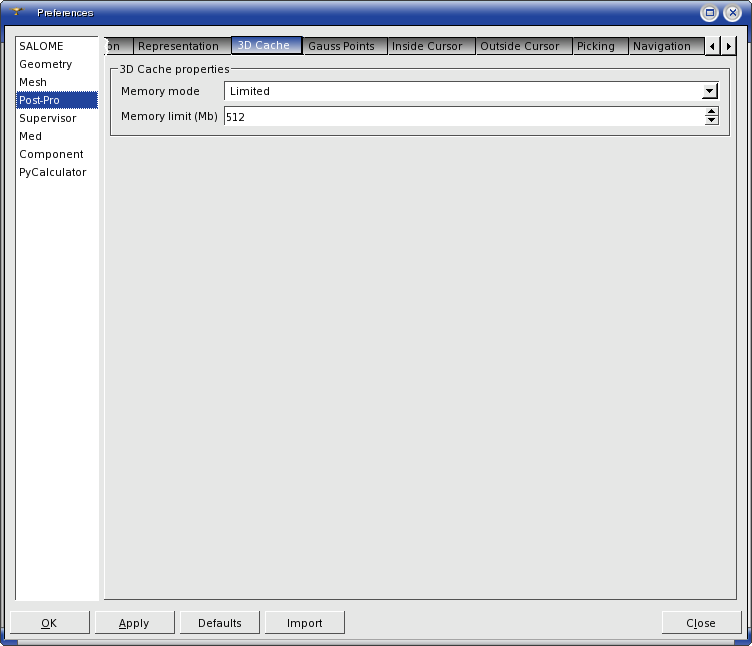 Preferences
SALOME
Geometry
Mesh
Post-Pro
Supervisor
Med
Component
PyCalculator
on Representation 3D Cache Gauss Points Inside Cursor Outside Cursor Picking Navigation
3D Cache properties
Memory mode Limited
Memory limit (Mb) 512
OK Apply Defaults Import Close